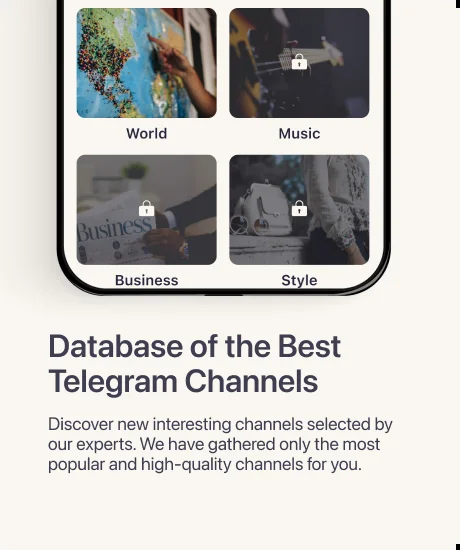 World
Music
Business
Business
Style
Database of the Best
Telegram Channels
Discover new interesting channels selected by
our experts. We have gathered only the most
popular and high-quality channels for you.